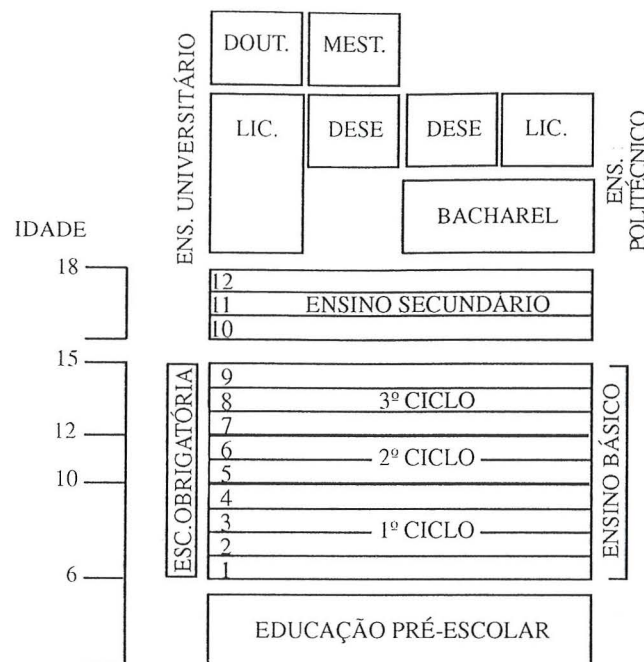 DOUT. MEST.
ENS. UNIVERSITÁRIO
LIC. DESE DESE LIC.
ENS. POLITÉCNICO
BACHAREL
IDADE
18
12
11 ENSINO SECUNDÁRIO
10
15
9
8 3º CICLO
7
12
6 2º CICLO
5
10
4
3 1º CICLO
2
1
6
ESC.OBRIGATÓRIA
ENSINO BÁSICO
EDUCAÇÃO PRÉ-ESCOLAR